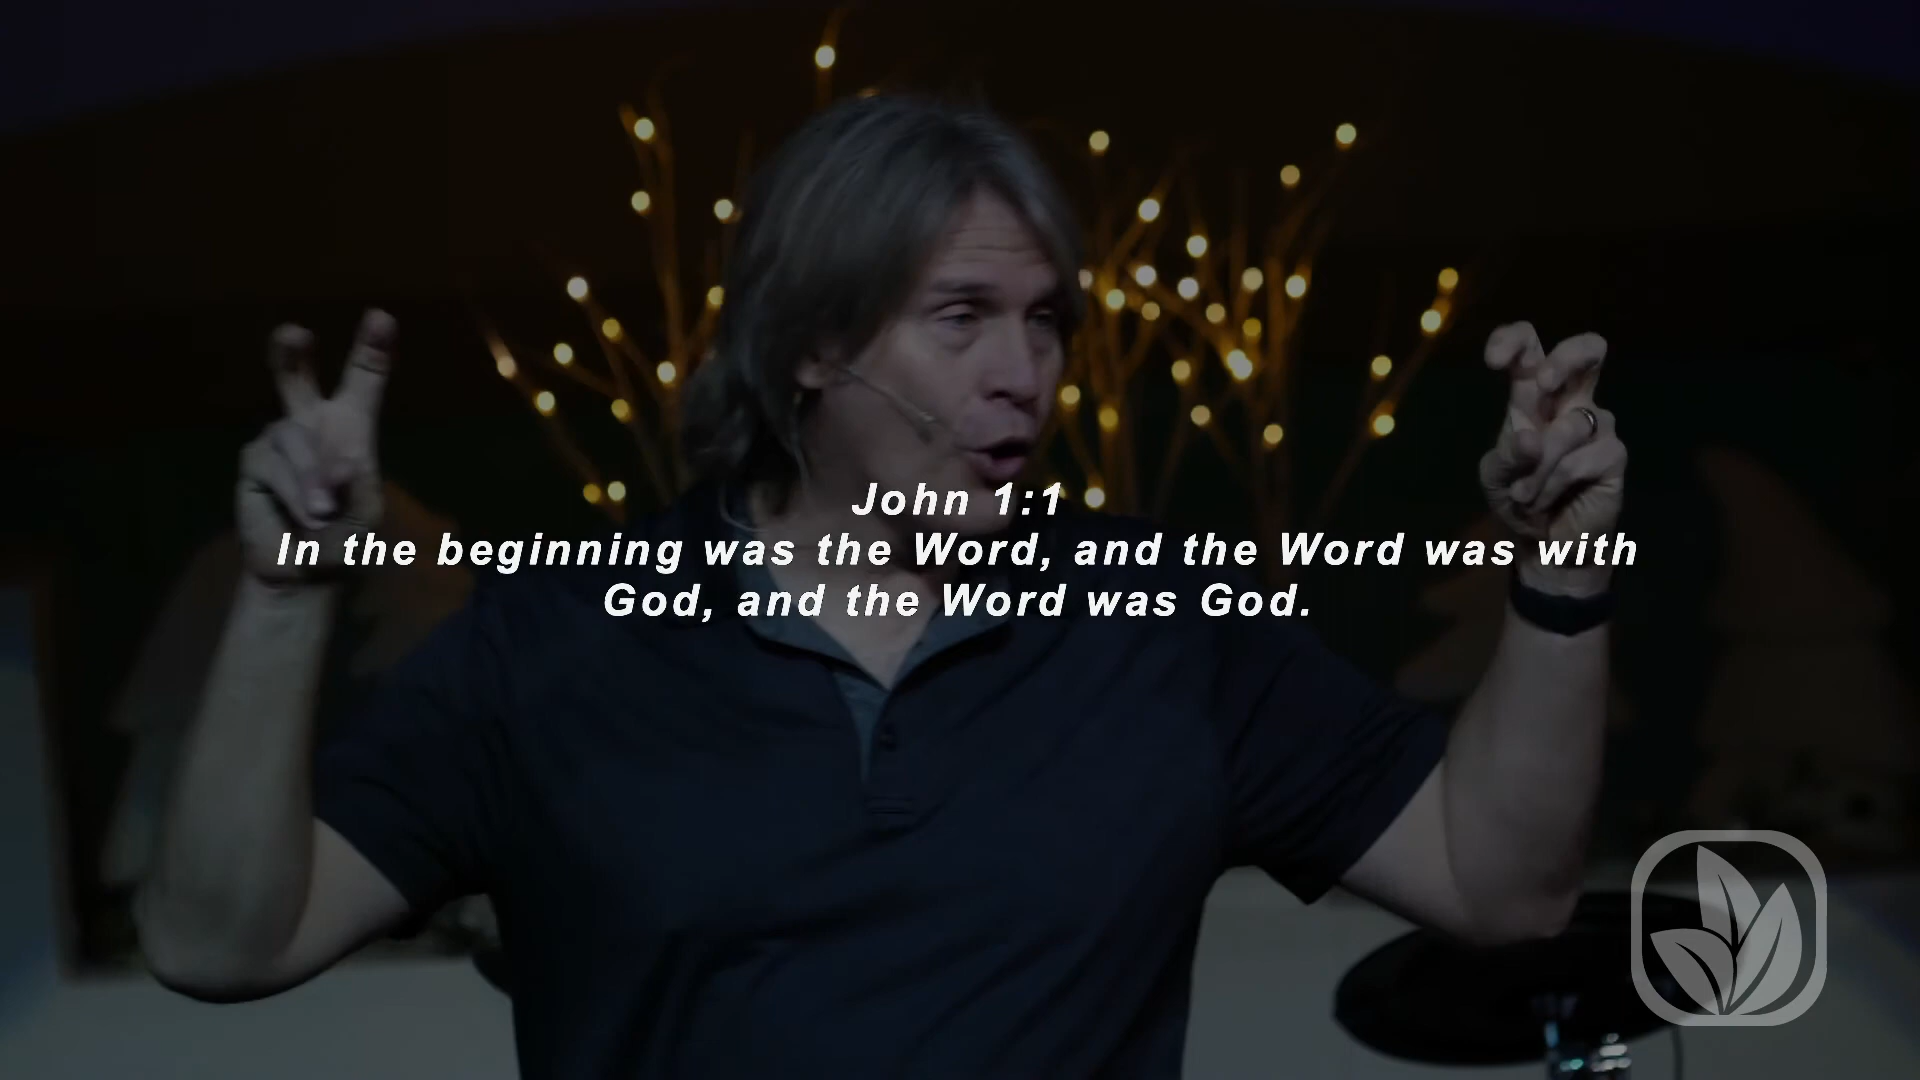 John 1:1
In the beginning was the Word, and the Word was with
God, and the Word was God.